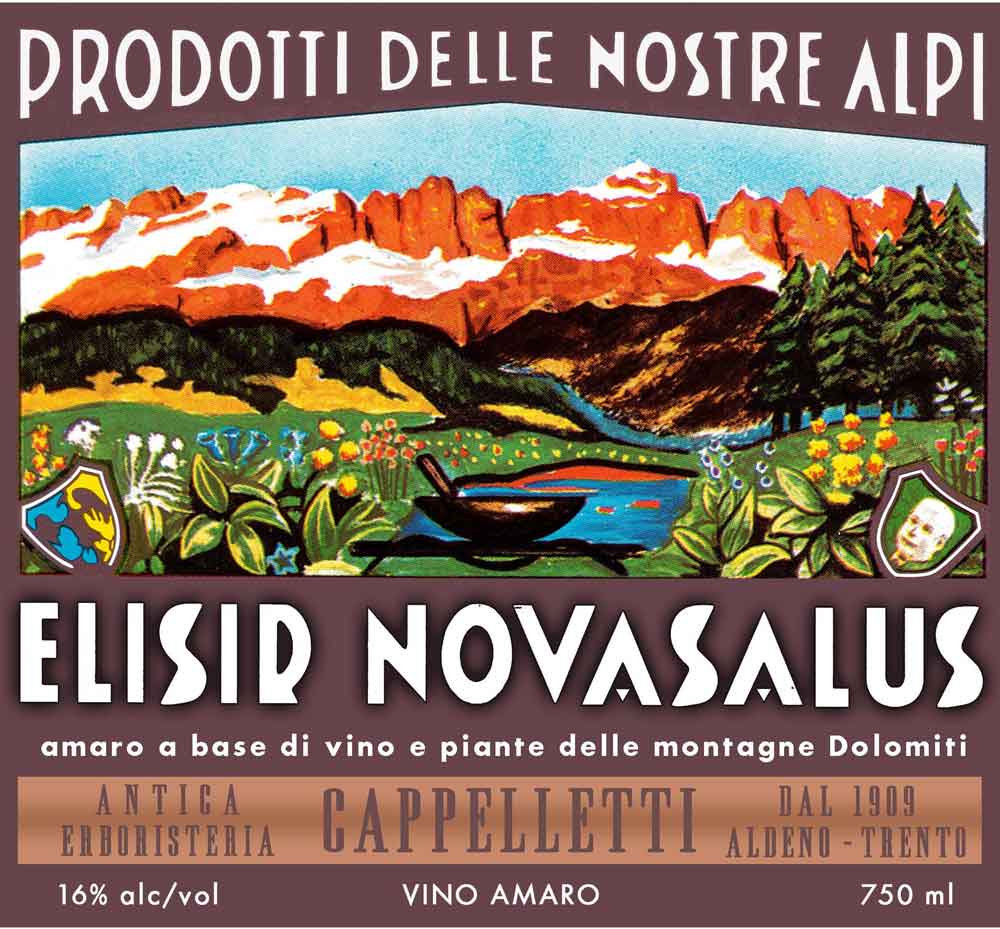 PRODOTTI DELLE NOSTRE ALPI
ELISIR NOVASALUS
amaro a base di vino e piante delle montagne Dolomiti
ANTICA ERBORISTERIA
CAPPELLETTI
DAL 1909
ALDENO - TRENTO
16% alc/vol VINO AMARO 750 ml